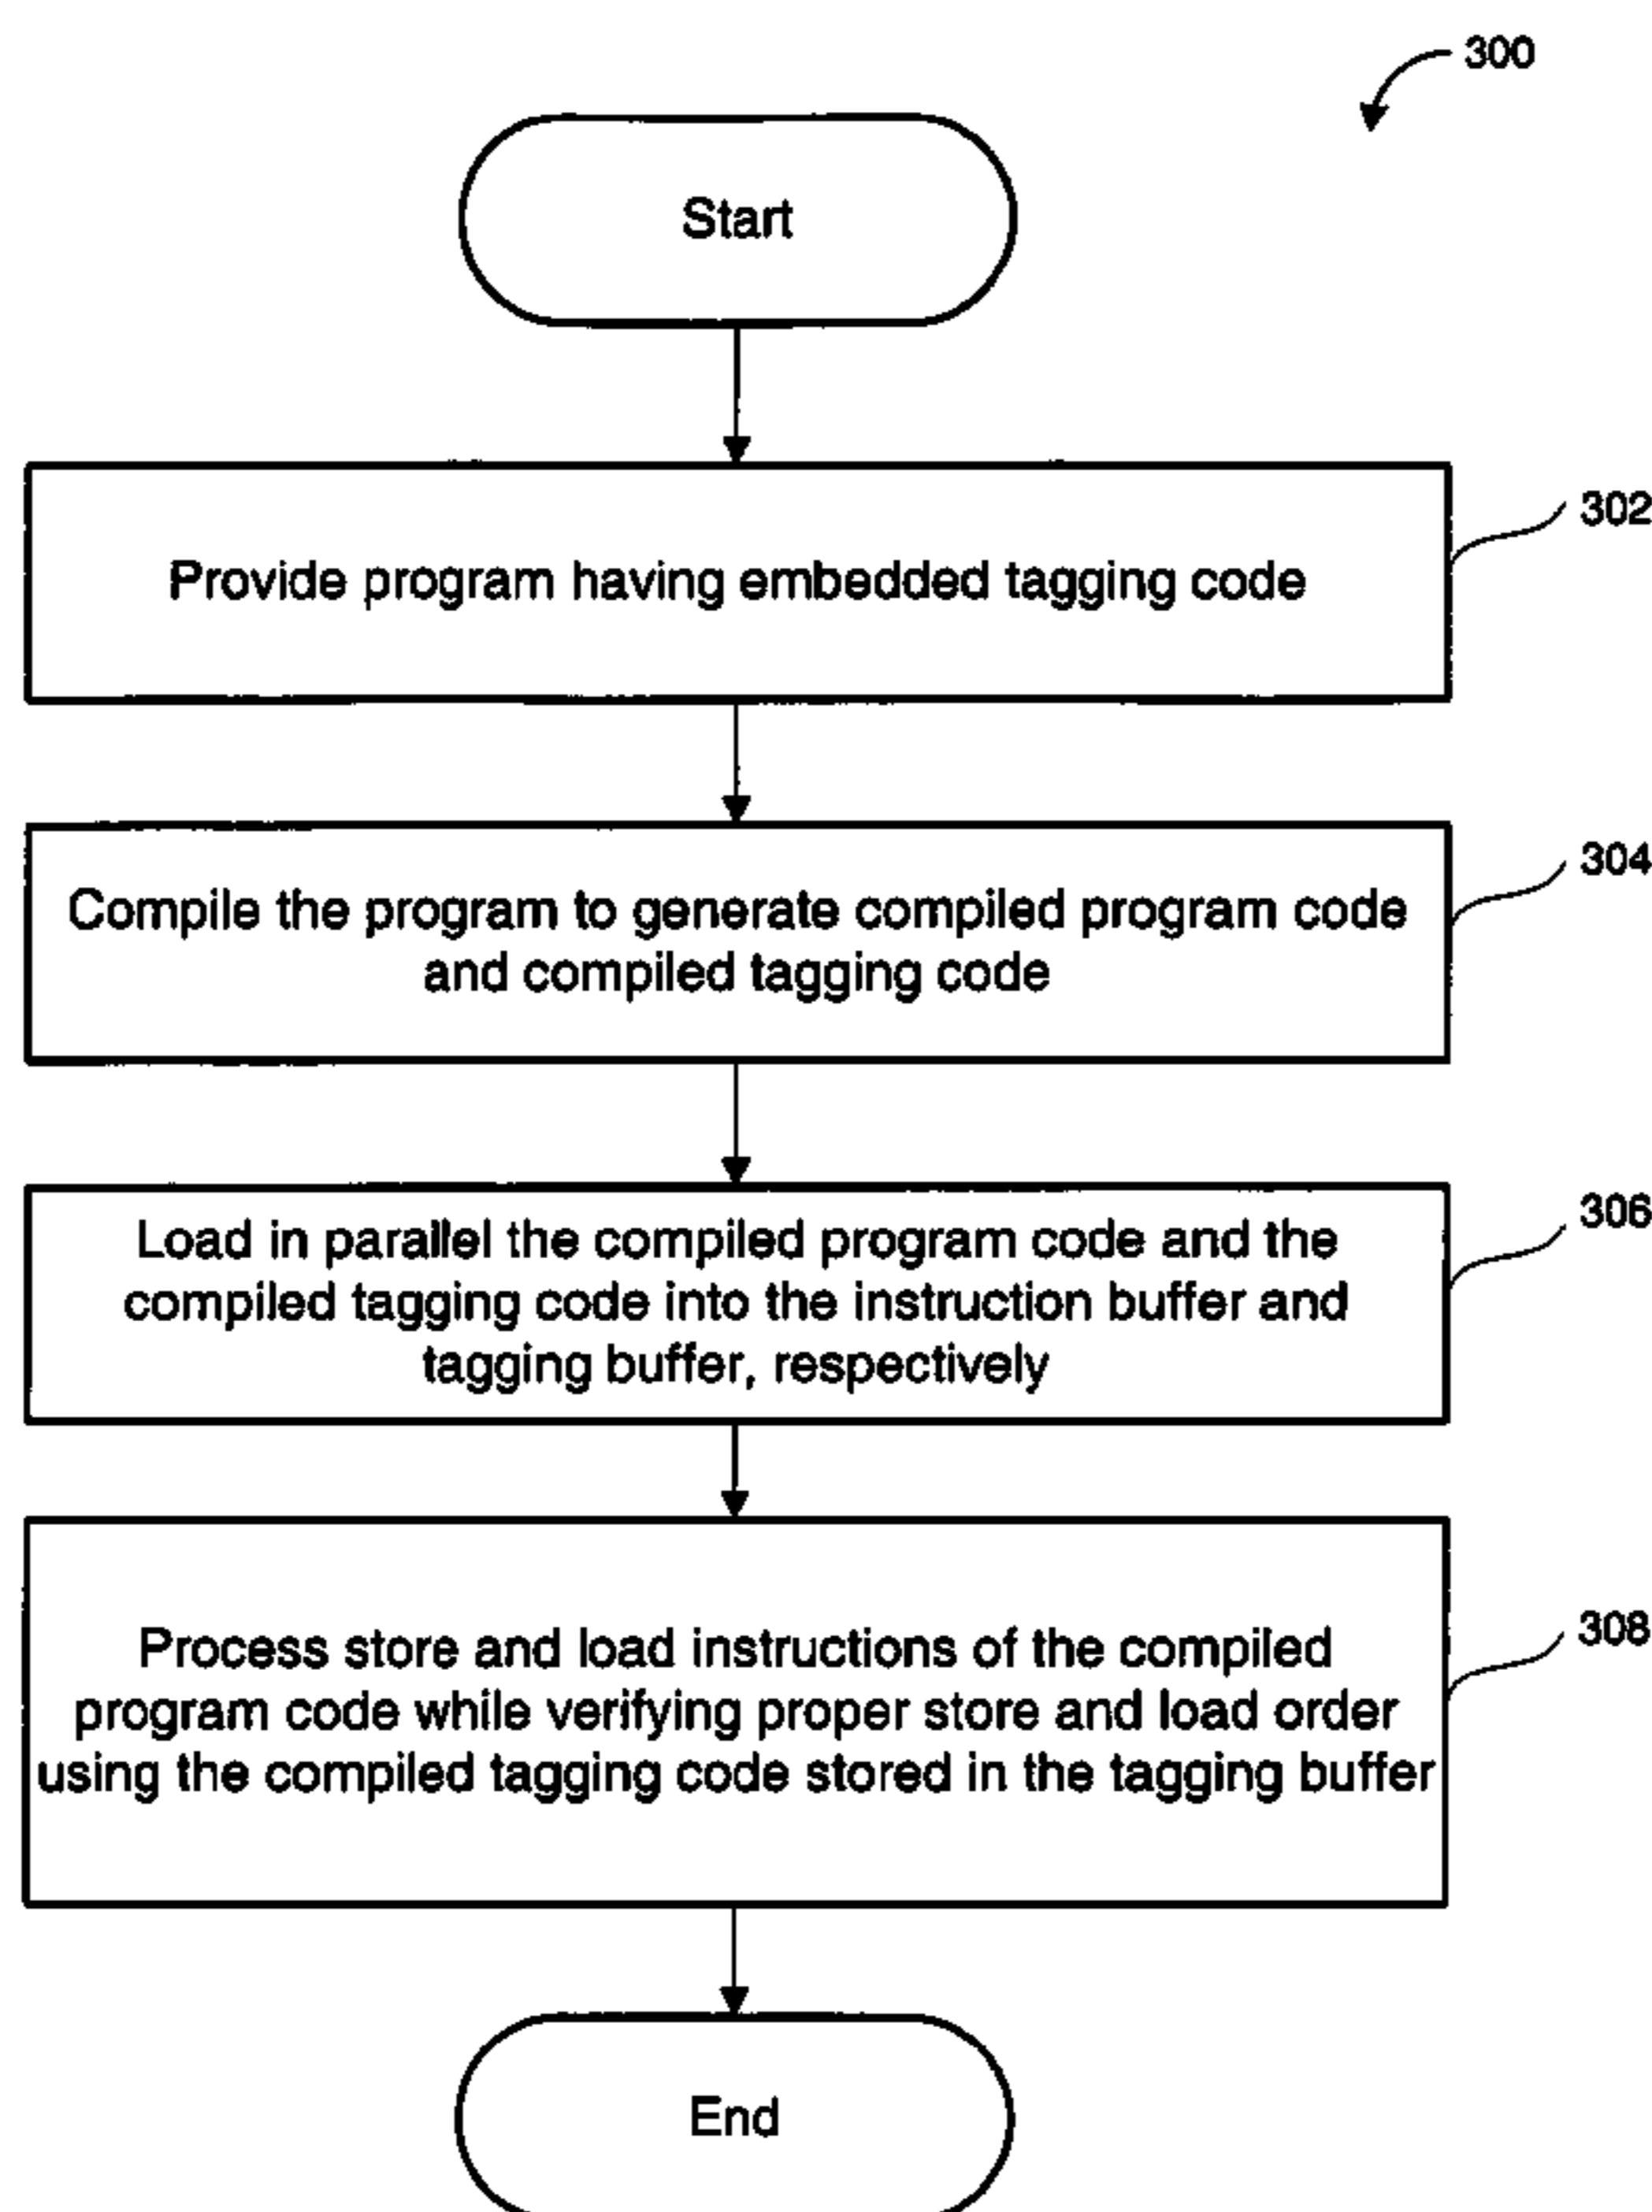 300
Start
302
Provide program having embedded tagging code
304
Compile the program to generate compiled program code
and compiled tagging code
306
Load in parallel the compiled program code and the
compiled tagging code into the instruction buffer and
tagging buffer, respectively
308
Process store and load instructions of the compiled
program code while verifying proper store and load order
using the compiled tagging code stored in the tagging buffer
End